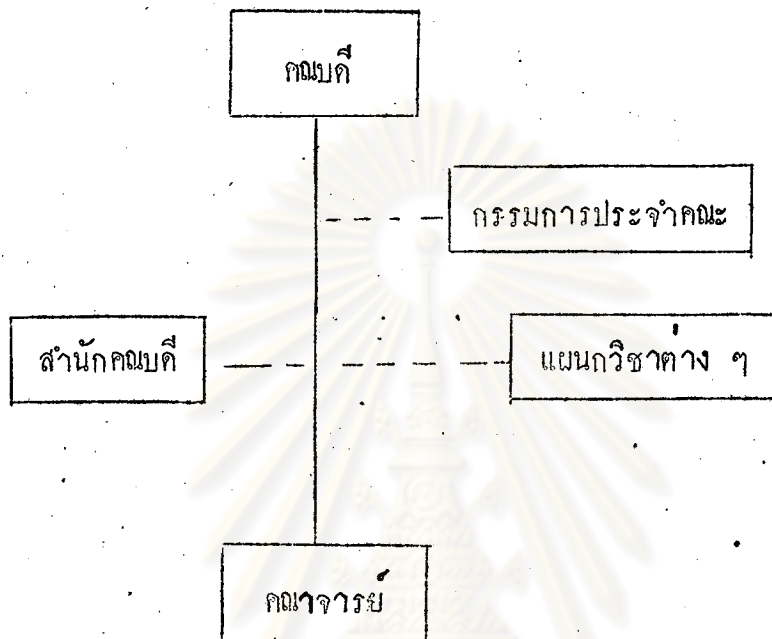 คณบดี
กรรมการประจำคณะ
สำนักคณบดี
แผนกวิชาต่าง ๆ
คณาจารย์